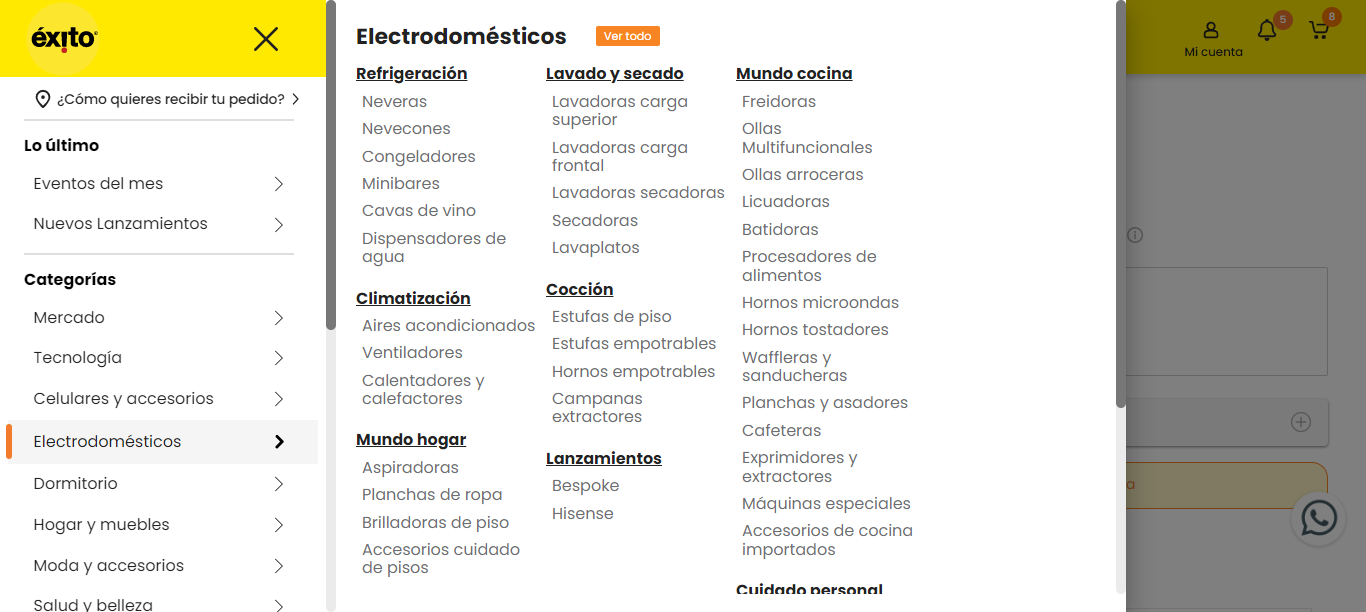 éxito
¿Cómo quieres recibir tu pedido?
Lo último
Eventos del mes
Nuevos Lanzamientos
Categorías
Mercado
Tecnología
Celulares y accesorios
Electrodomésticos
Dormitorio
Hogar y muebles
Moda y accesorios
Salud y belleza
Electrodomésticos
Ver todo
Refrigeración
Neveras
Nevecones
Congeladores
Minibares
Cavas de vino
Dispensadores de
agua
Climatización
Aires acondicionados
Ventiladores
Calentadores y
calefactores
Mundo hogar
Aspiradoras
Planchas de ropa
Brilladoras de piso
Accesorios cuidado
de pisos
Lavado y secado
Lavadoras carga
superior
Lavadoras carga
frontal
Lavadoras secadoras
Secadoras
Lavaplatos
Cocción
Estufas de piso
Estufas empotrables
Hornos empotrables
Campanas
extractores
Lanzamientos
Bespoke
Hisense
Mundo cocina
Freidoras
Ollas
Multifuncionales
Ollas arroceras
Licuadoras
Batidoras
Procesadores de
alimentos
Hornos microondas
Hornos tostadores
Waffleras y
sanducheras
Planchas y asadores
Cafeteras
Exprimidores y
extractores
Máquinas especiales
Accesorios de cocina
importados
Cuidado personal
Mi cuenta
5
8
a